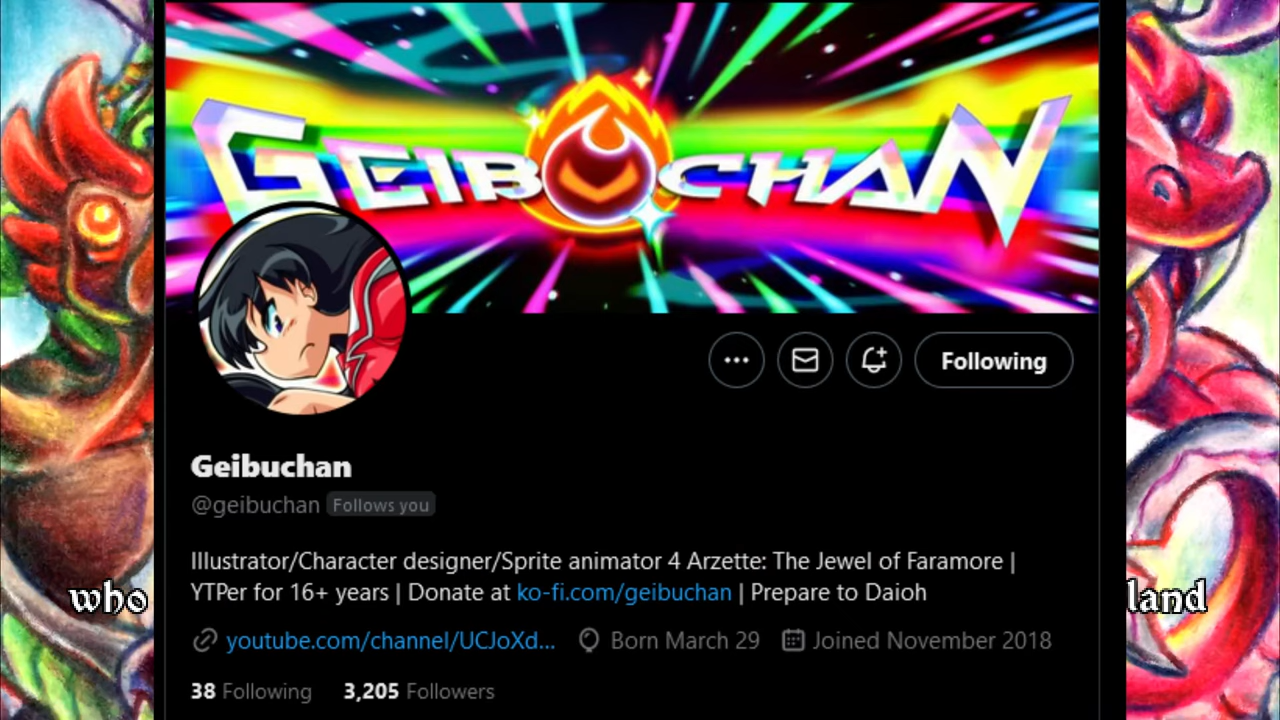 GEIBUCHAN
Following
Geibuchan
@geibuchan Follows you
Illustrator/Character designer/Sprite animator 4 Arzette: The Jewel of Faramore |
YTPer for 16+ years | Donate at ko-fi.com/geibuchan | Prepare to Daioh
who land
youtube.com/channel/UCJoXd... Born March 29 Joined November 2018
38 Following 3,205 Followers